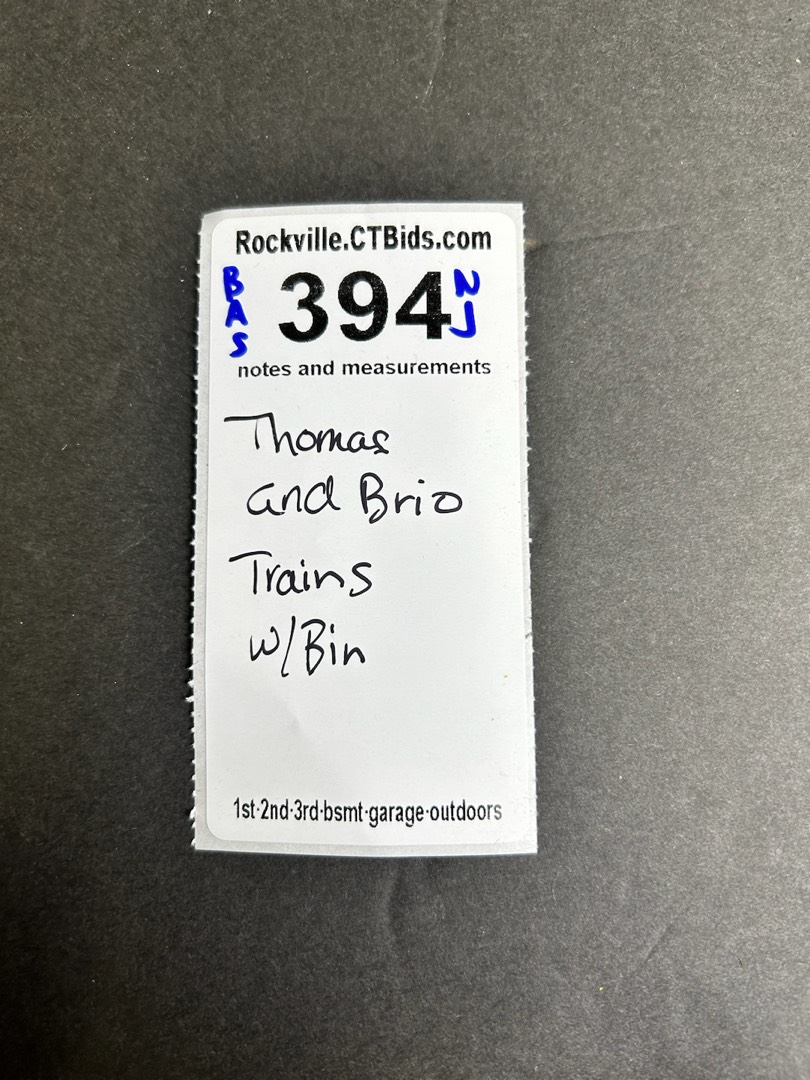 Rockville.CTBids.com
BAS 394 NJ
notes and measurements
Thomas
and Brio
Trains
w/Bin
1st·2nd·3rd·bsmt·garage·outdoors